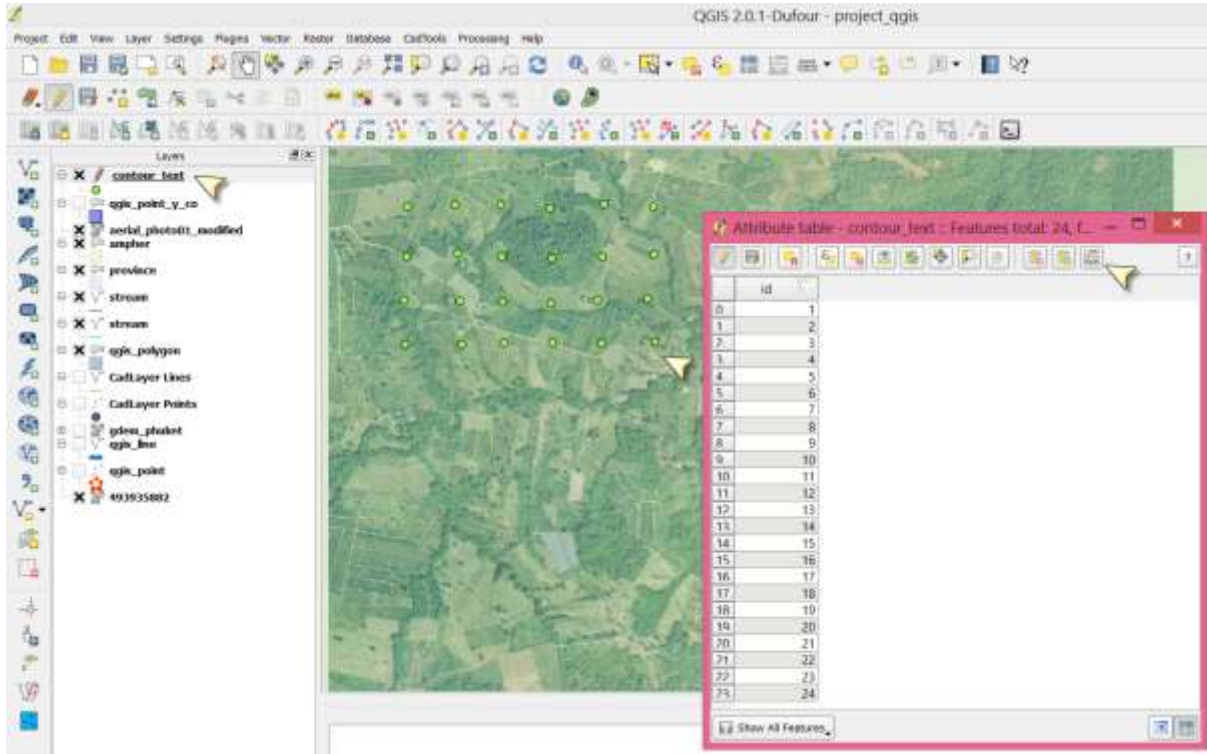 QGIS 2.0.1-Dufour - project_qgis
Project Edit View Layer Settings Plugins Vector Raster Database CadTools Processing Help
Layers
contour_text
qgis_point_y_co
aerial_photo01_modified
ampher
province
stream
stream
qgis_polygon
CadLayer Lines
CadLayer Points
gdem_phuket
qgis_line
qgis_point
493935882
Attribute table - contour_text :: Features total: 24, f...
?
id
0 1
1 2
2 3
3 4
4 5
5 6
6 7
7 8
8 9
9 10
10 11
11 12
12 13
13 14
14 15
15 16
16 17
17 18
18 19
19 20
20 21
21 22
22 23
23 24
Show All Features